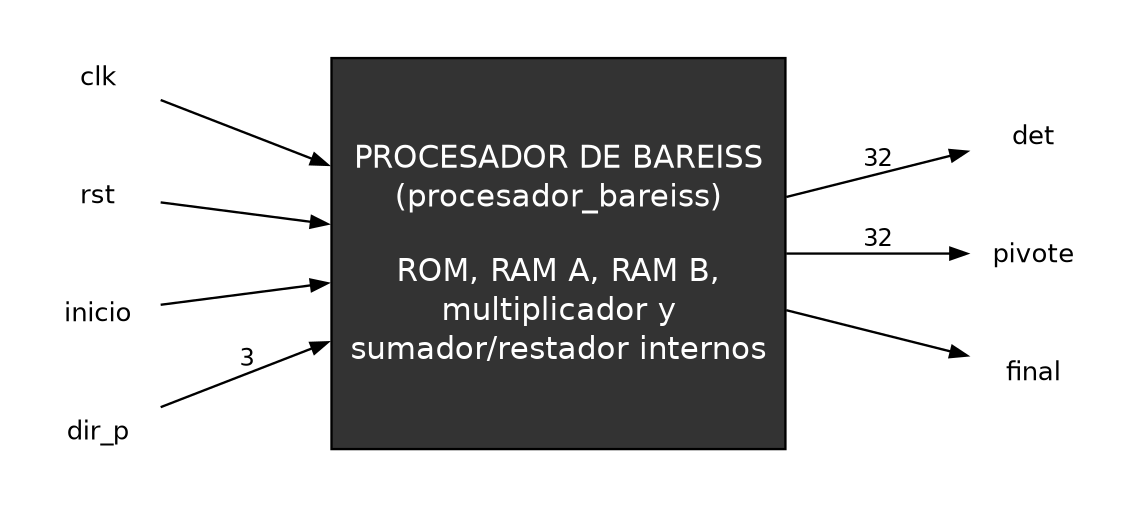 clk
rst
inicio
3
dir_p
PROCESADOR DE BAREISS
(procesador_bareiss)
ROM, RAM A, RAM B,
multiplicador y
sumador/restador internos
32
det
32
pivote
final